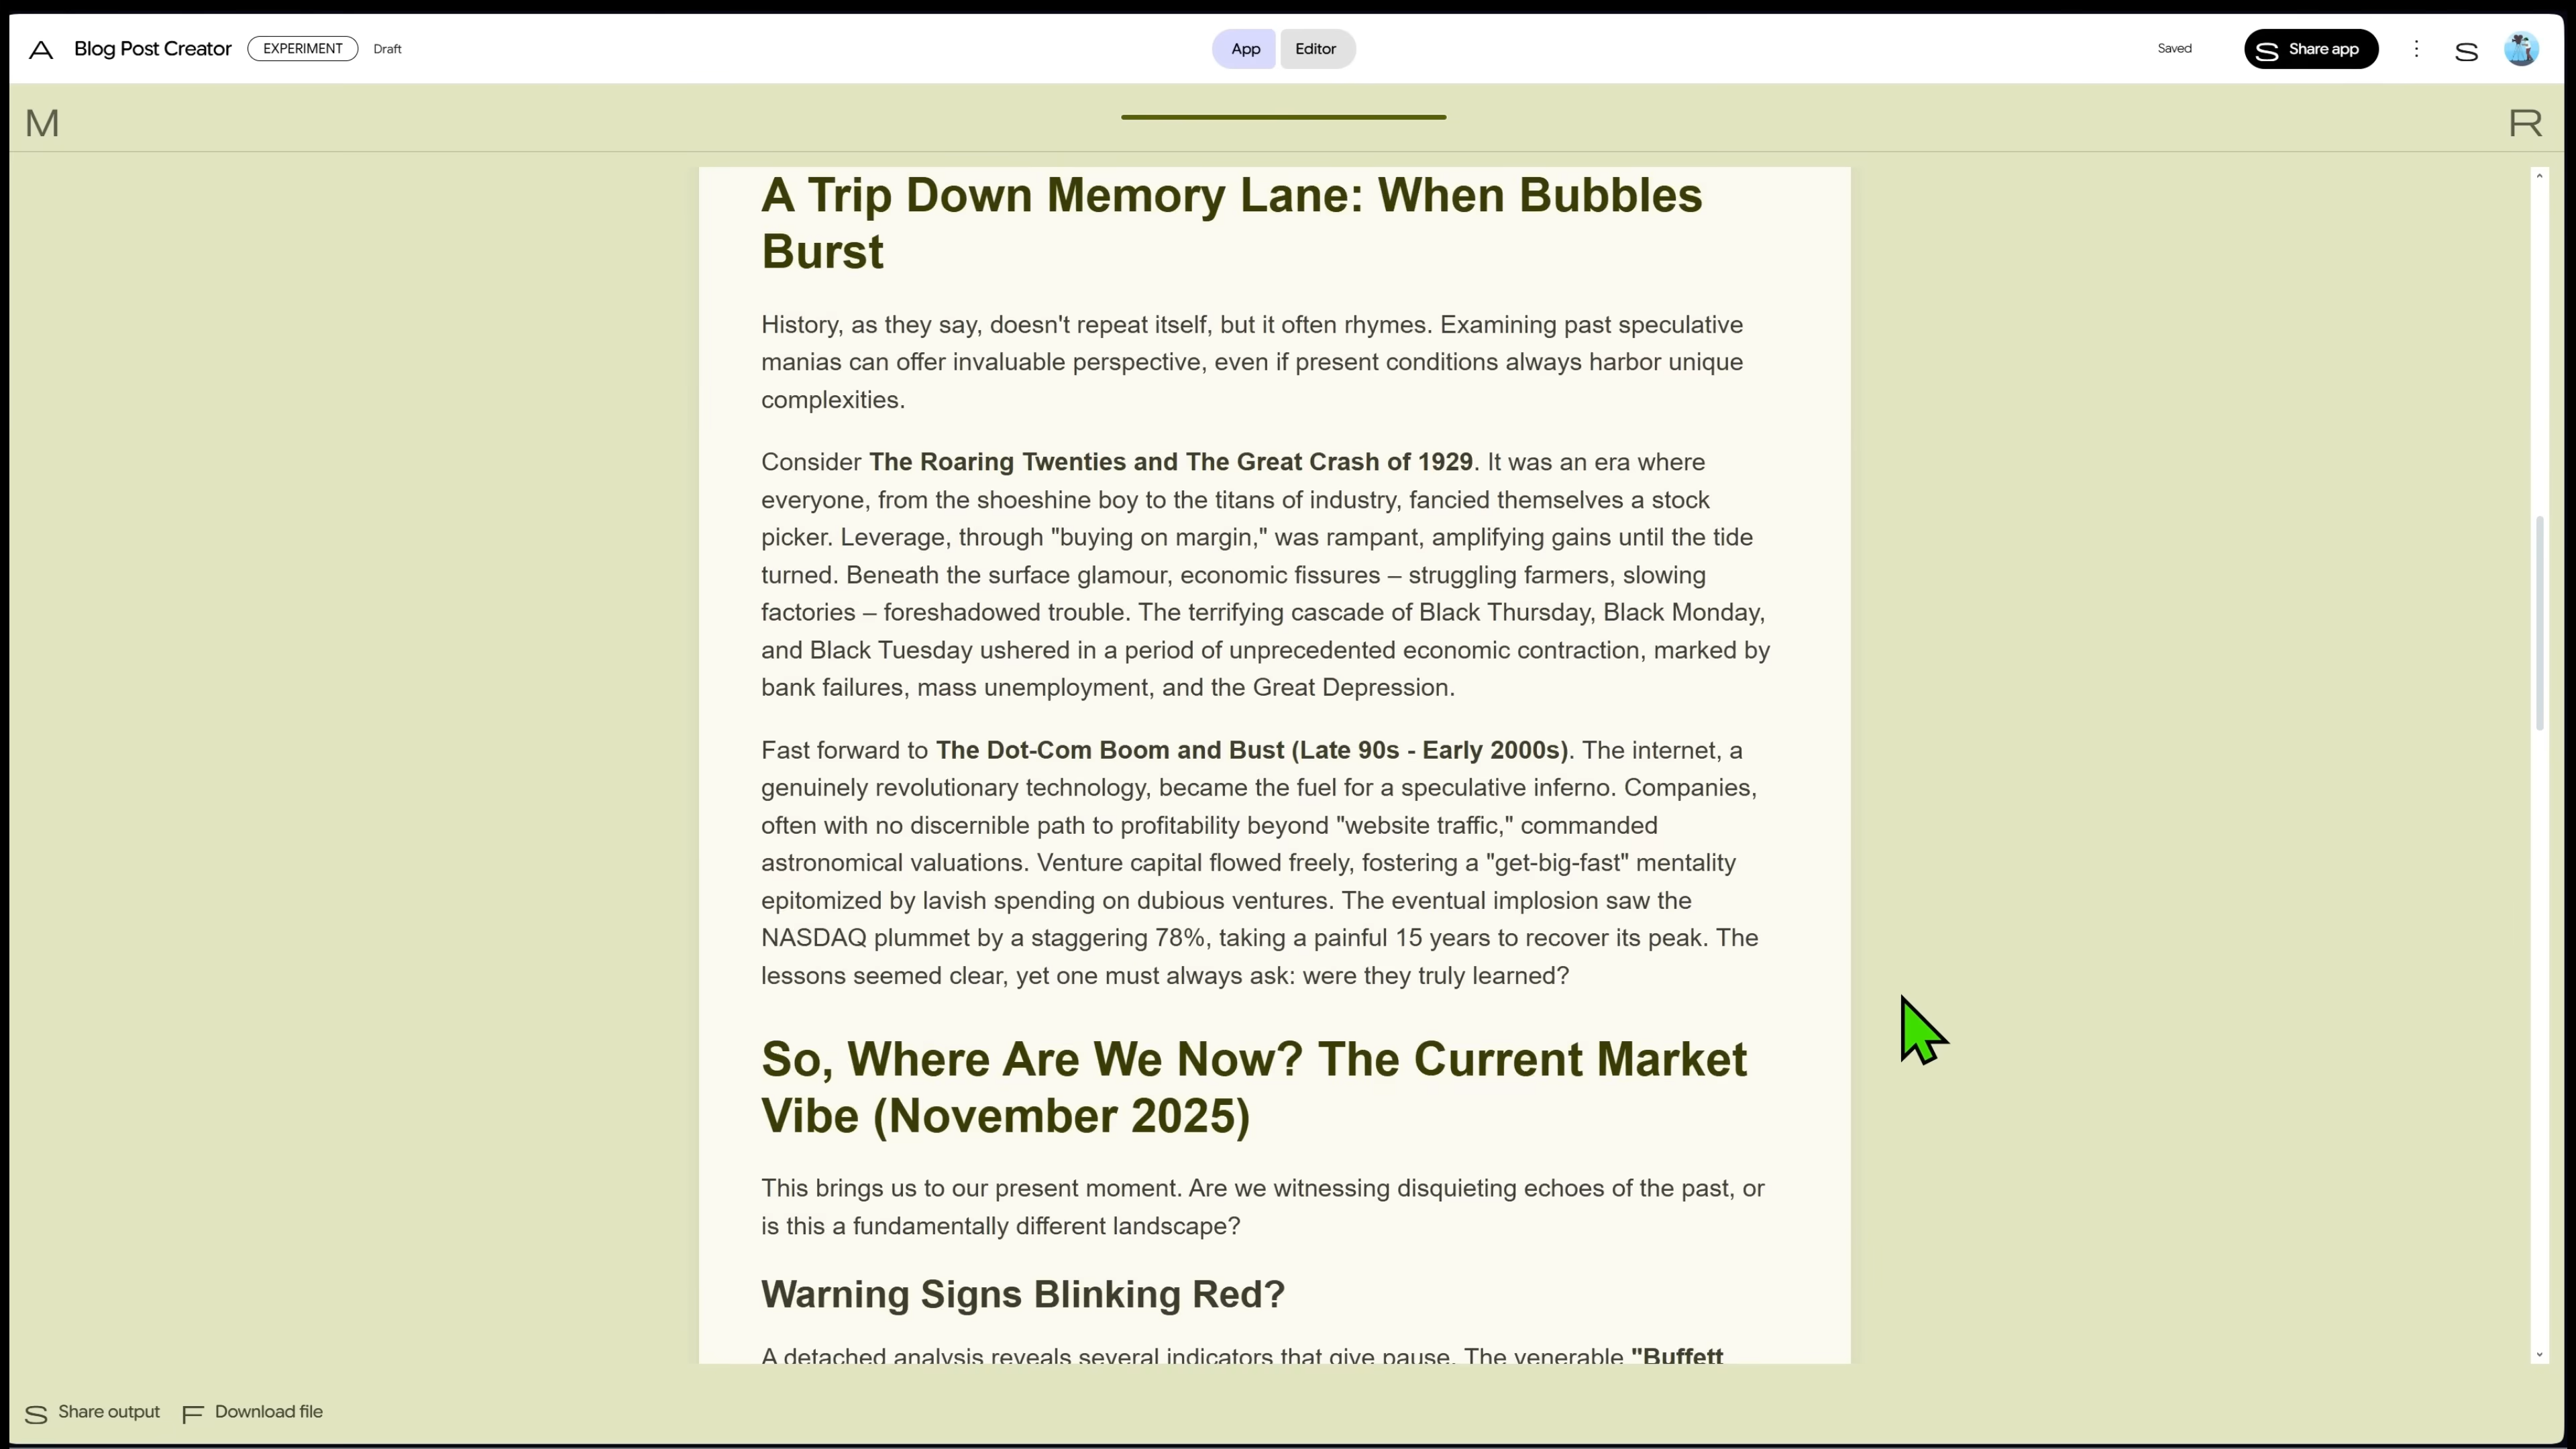 A Blog Post Creator EXPERIMENT Draft App Editor Saved S Share app S
M R
A Trip Down Memory Lane: When Bubbles
Burst
History, as they say, doesn't repeat itself, but it often rhymes. Examining past speculative
manias can offer invaluable perspective, even if present conditions always harbor unique
complexities.
Consider The Roaring Twenties and The Great Crash of 1929. It was an era where
everyone, from the shoeshine boy to the titans of industry, fancied themselves a stock
picker. Leverage, through "buying on margin," was rampant, amplifying gains until the tide
turned. Beneath the surface glamour, economic fissures – struggling farmers, slowing
factories – foreshadowed trouble. The terrifying cascade of Black Thursday, Black Monday,
and Black Tuesday ushered in a period of unprecedented economic contraction, marked by
bank failures, mass unemployment, and the Great Depression.
Fast forward to The Dot-Com Boom and Bust (Late 90s - Early 2000s). The internet, a
genuinely revolutionary technology, became the fuel for a speculative inferno. Companies,
often with no discernible path to profitability beyond "website traffic," commanded
astronomical valuations. Venture capital flowed freely, fostering a "get-big-fast" mentality
epitomized by lavish spending on dubious ventures. The eventual implosion saw the
NASDAQ plummet by a staggering 78%, taking a painful 15 years to recover its peak. The
lessons seemed clear, yet one must always ask: were they truly learned?
So, Where Are We Now? The Current Market
Vibe (November 2025)
This brings us to our present moment. Are we witnessing disquieting echoes of the past, or
is this a fundamentally different landscape?
Warning Signs Blinking Red?
A detached analysis reveals several indicators that give pause. The venerable "Buffett
S Share output F Download file